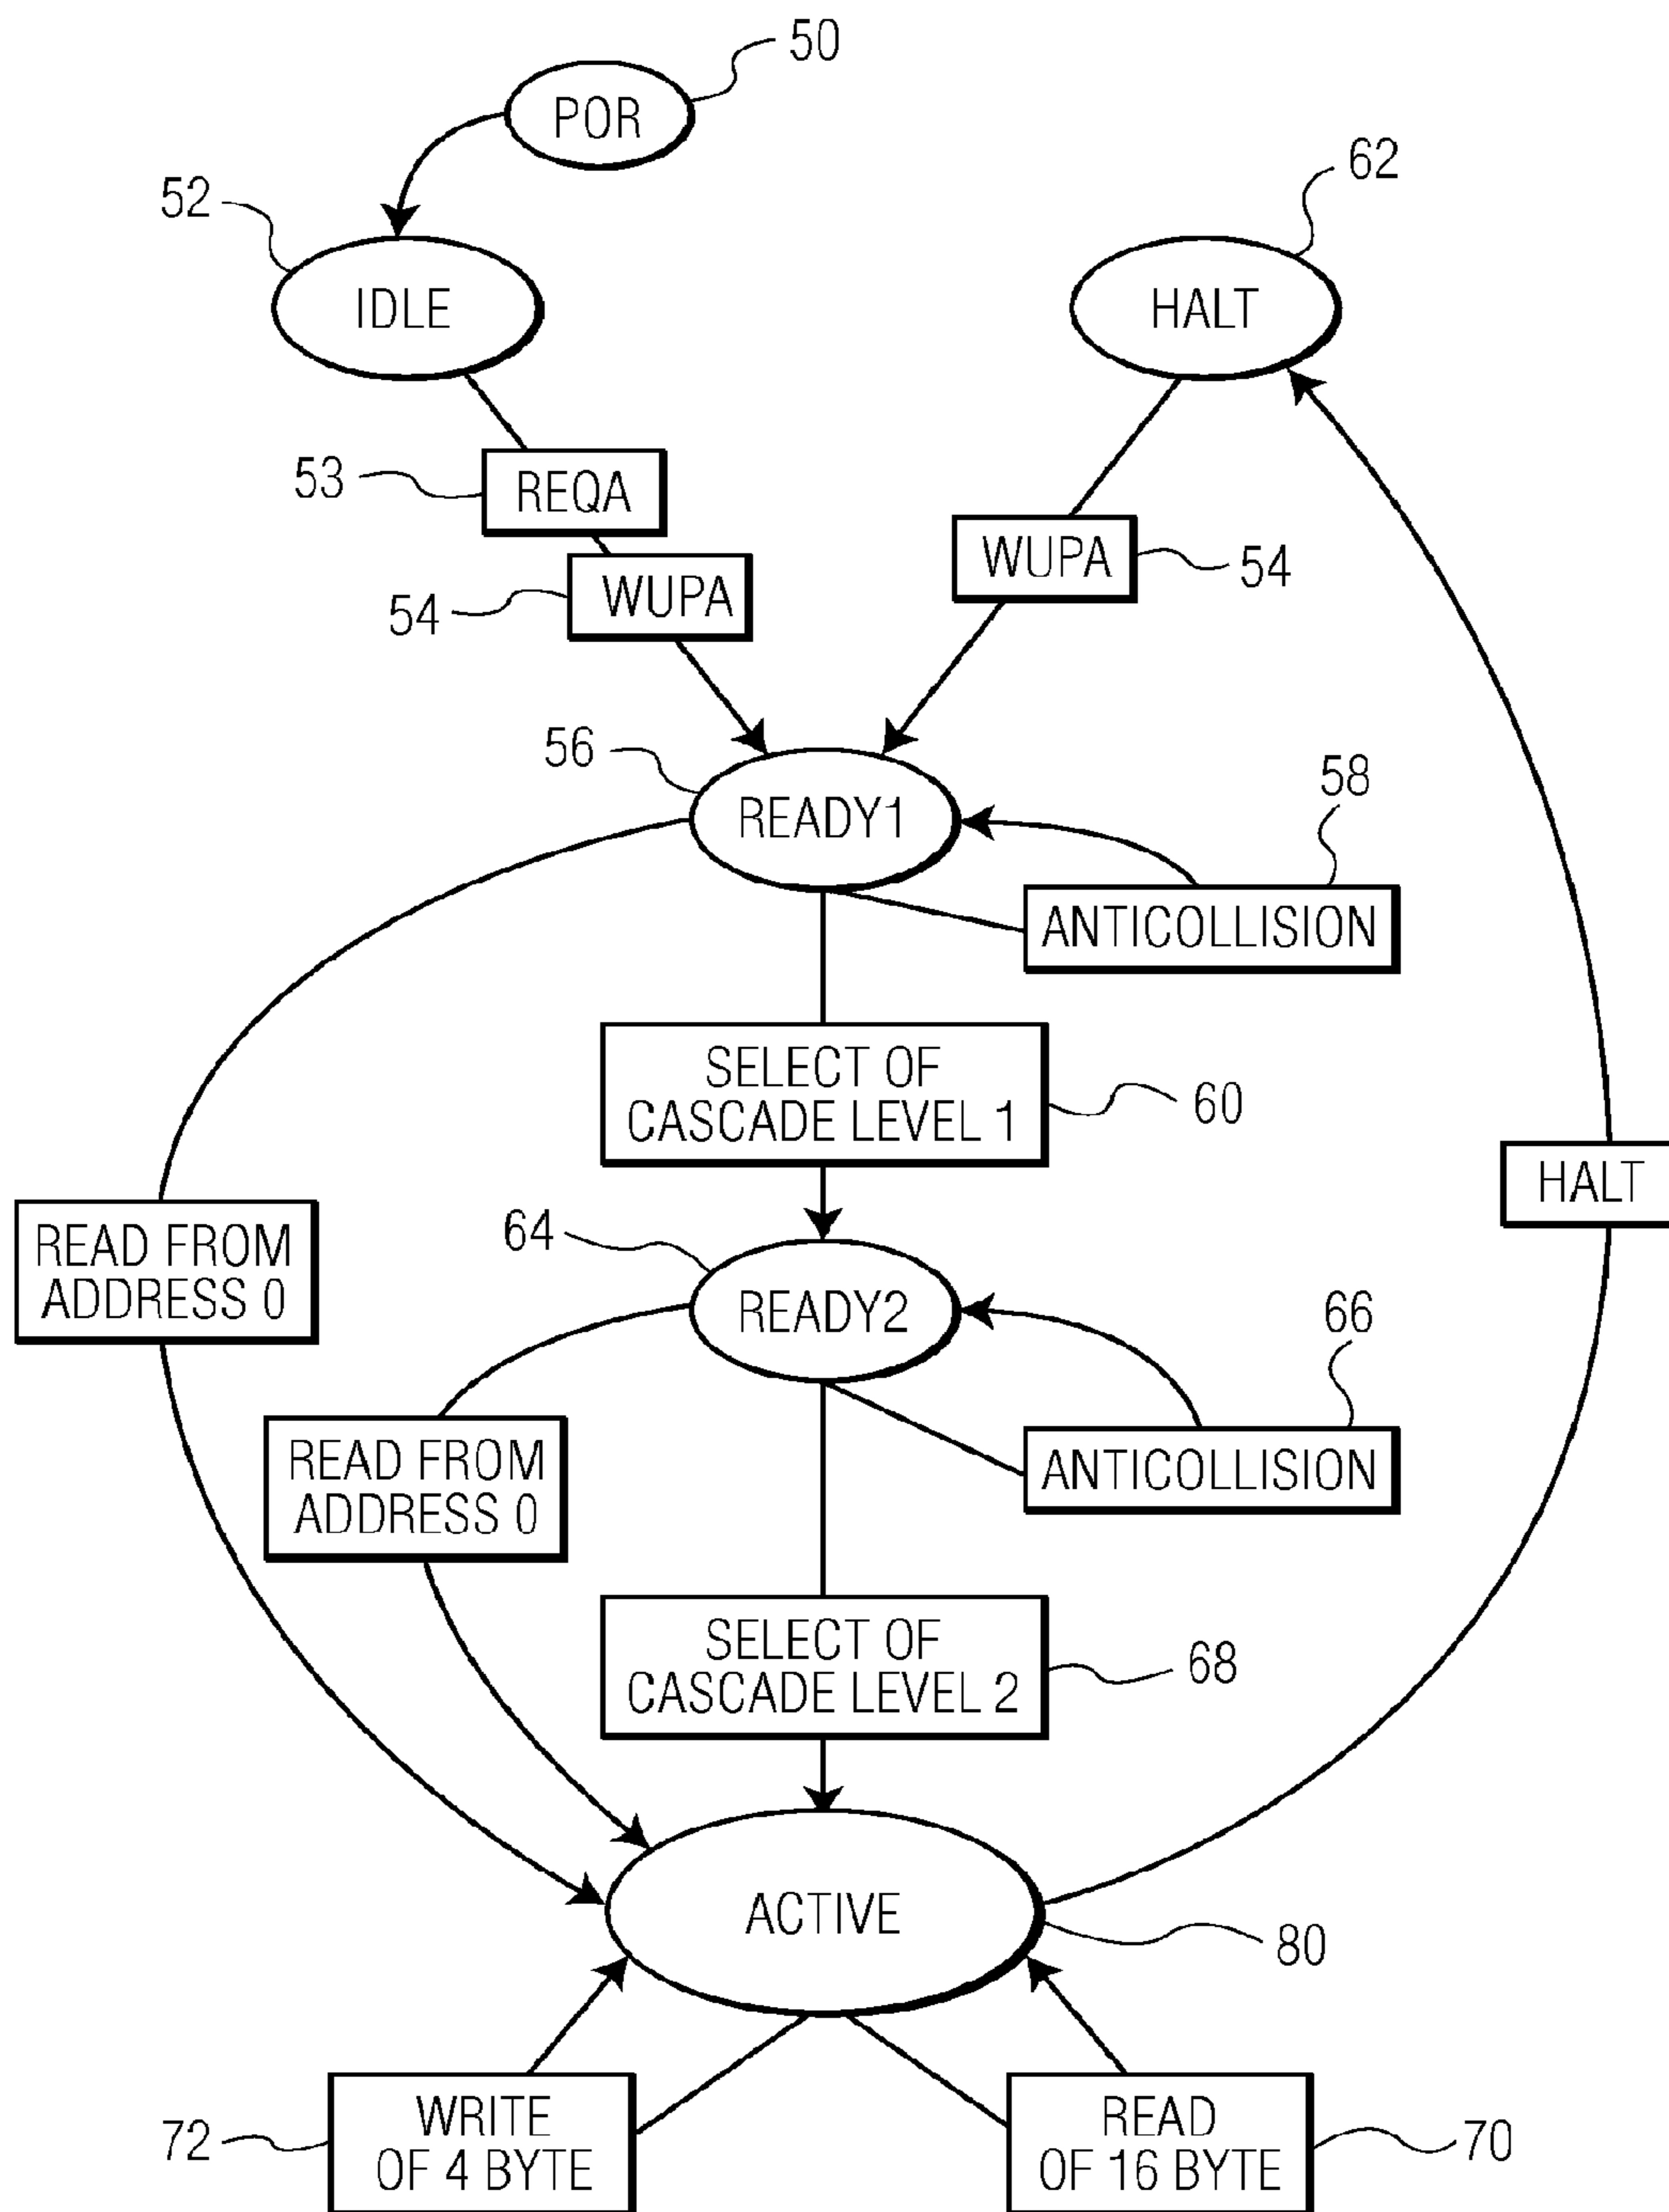 50
POR
62
52
IDLE
HALT
53
REQA
WUPA
54
54
WUPA
56
READY1
58
ANTICOLLISION
SELECT OF
CASCADE LEVEL 1
60
HALT
READ FROM
ADDRESS 0
64
READY2
66
READ FROM
ADDRESS 0
ANTICOLLISION
SELECT OF
CASCADE LEVEL 2
68
ACTIVE
80
72
WRITE
OF 4 BYTE
READ
OF 16 BYTE
70